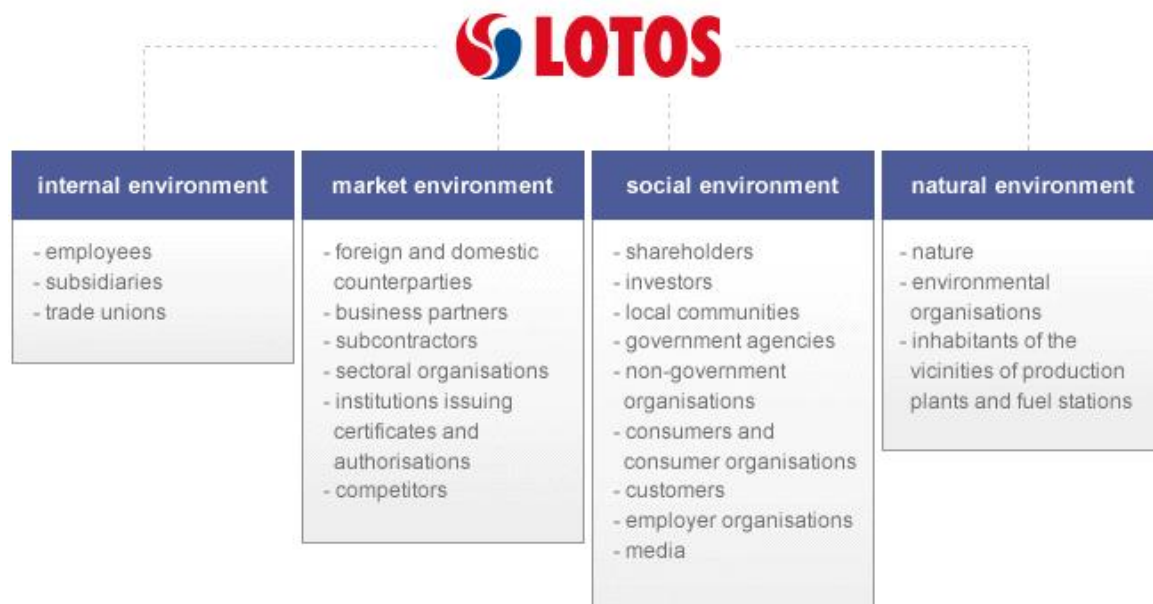 LOTOS
internal environment
- employees
- subsidiaries
- trade unions
market environment
- foreign and domestic
counterparties
- business partners
- subcontractors
- sectoral organisations
- institutions issuing
certificates and
authorisations
- competitors
social environment
- shareholders
- investors
- local communities
- government agencies
- non-government
organisations
- consumers and
consumer organisations
- customers
- employer organisations
- media
natural environment
- nature
- environmental
organisations
- inhabitants of the
vicinities of production
plants and fuel stations